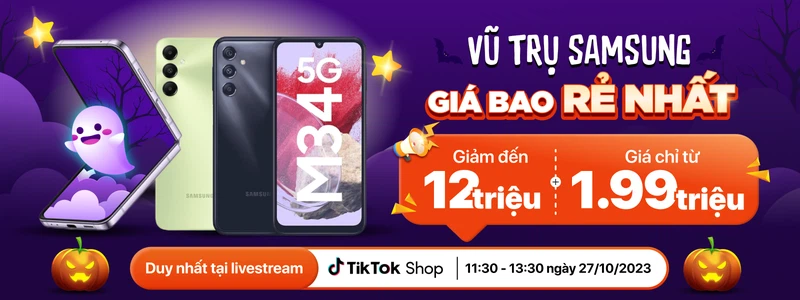 VŨ TRỤ SAMSUNG
GIÁ BAO RẺ NHẤT
Giảm đến
12triệu
+
Giá chỉ từ
1.99triệu
SAMSUNG
SAMSUNG
5G
M34
Duy nhất tại livestream
TikTok Shop
11:30 - 13:30 ngày 27/10/2023